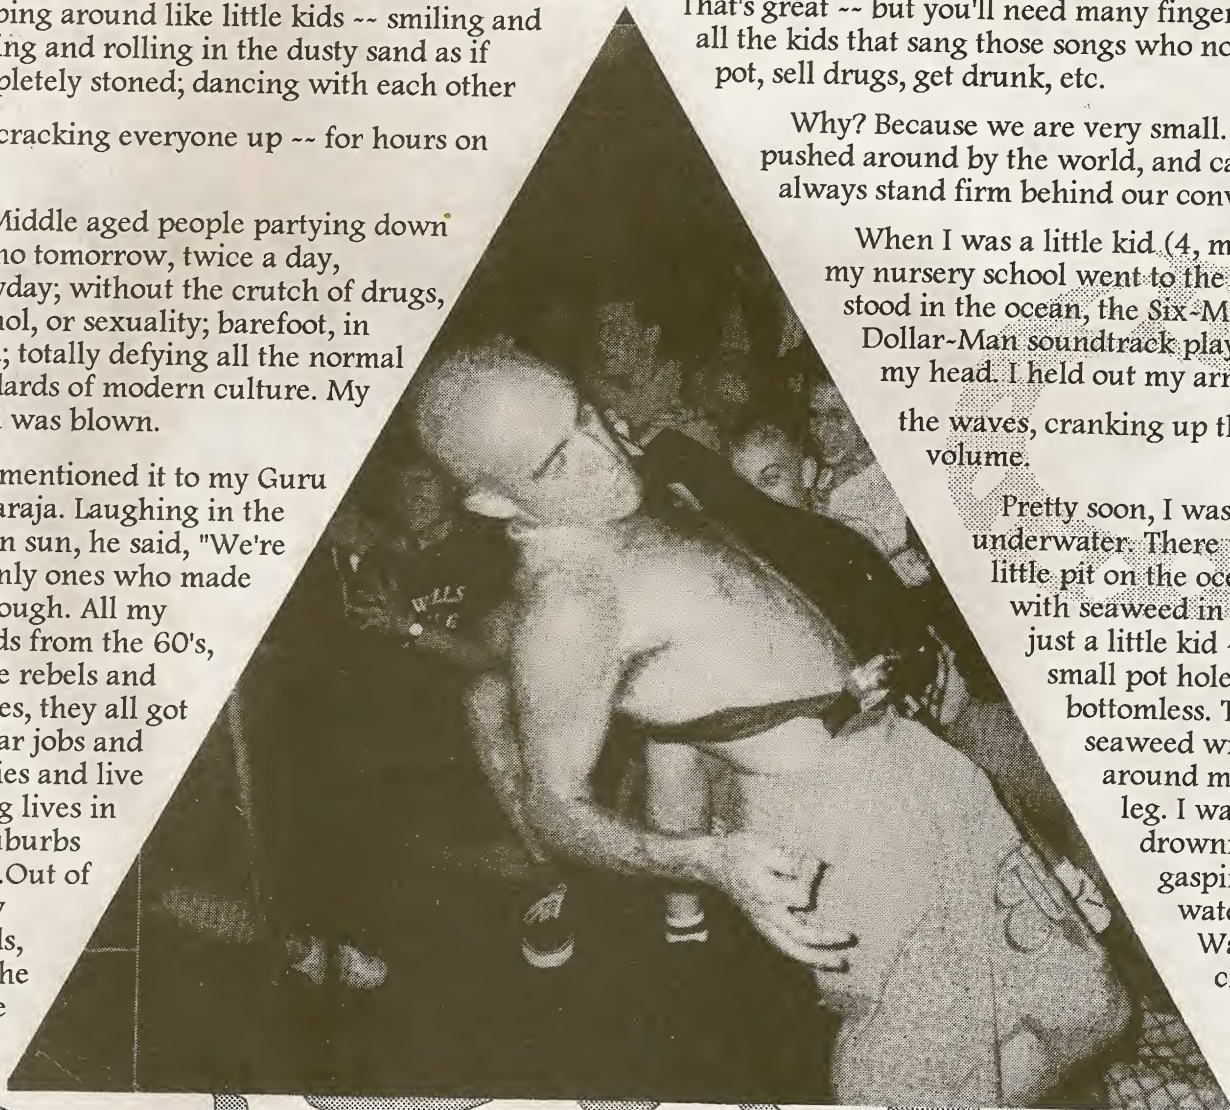 ping around like little kids -- smiling and
ing and rolling in the dusty sand as if
pletely stoned; dancing with each other
cracking everyone up -- for hours on
Middle aged people partying down
no tomorrow, twice a day,
yday; without the crutch of drugs,
hol, or sexuality; barefoot, in
; totally defying all the normal
dards of modern culture. My
was blown.
mentioned it to my Guru
araja. Laughing in the
n sun, he said, "We're
nly ones who made
ough. All my
ds from the 60's,
e rebels and
es, they all got
ar jobs and
ies and live
g lives in
uburbs
.Out of
y
ls,
he
e
That's great -- but you'll need many finger
all the kids that sang those songs who no
pot, sell drugs, get drunk, etc.
Why? Because we are very small.
pushed around by the world, and ca
always stand firm behind our conv
When I was a little kid (4, m
my nursery school went to the
stood in the ocean, the Six-M
Dollar-Man soundtrack play
my head. I held out my arm
the waves, cranking up th
volume.
Pretty soon, I was
underwater. There
little pit on the oce
with seaweed in
just a little kid -
small pot hole
bottomless. T
seaweed wr
around m
leg. I wa
drown
gaspi
wate
Wa
c
WILLS